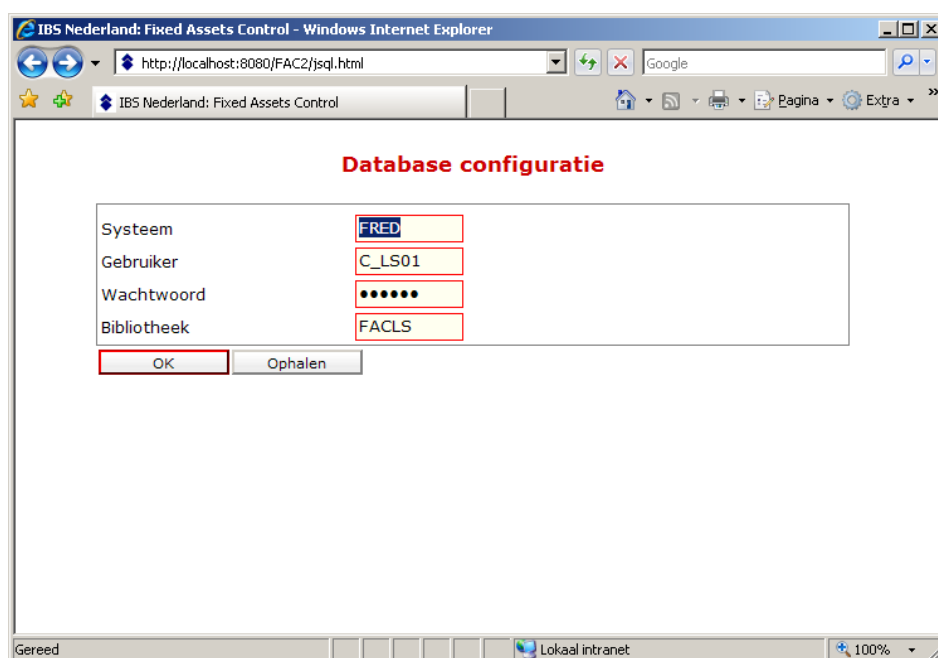 IBS Nederland: Fixed Assets Control - Windows Internet Explorer
http://localhost:8080/FAC2/jsql.html
Google
IBS Nederland: Fixed Assets Control
Pagina
Extra
»
Database configuratie
Systeem FRED
Gebruiker C_LS01
Wachtwoord ••••••
Bibliotheek FACLS
OK Ophalen
Gereed Lokaal intranet 100%